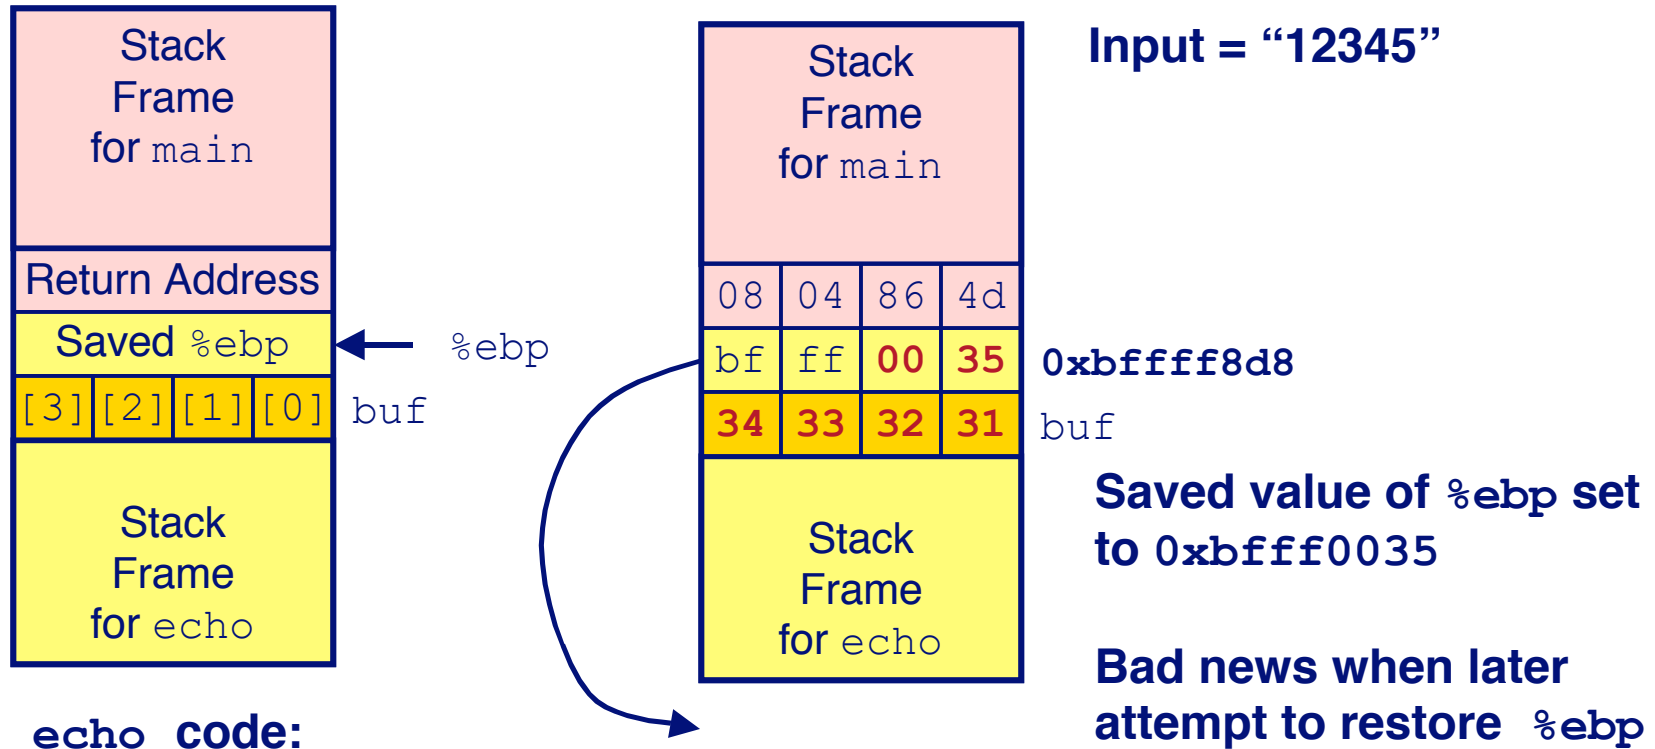 Stack
Frame
for main
Return Address
Saved %ebp
%ebp
[3] [2] [1] [0] buf
Stack
Frame
for echo
echo code:
Stack
Frame
for main
08 04 86 4d
bf ff 00 35 0xbffff8d8
34 33 32 31 buf
Stack
Frame
for echo
Input = “12345”
Saved value of %ebp set
to 0xbfff0035
Bad news when later
attempt to restore %ebp